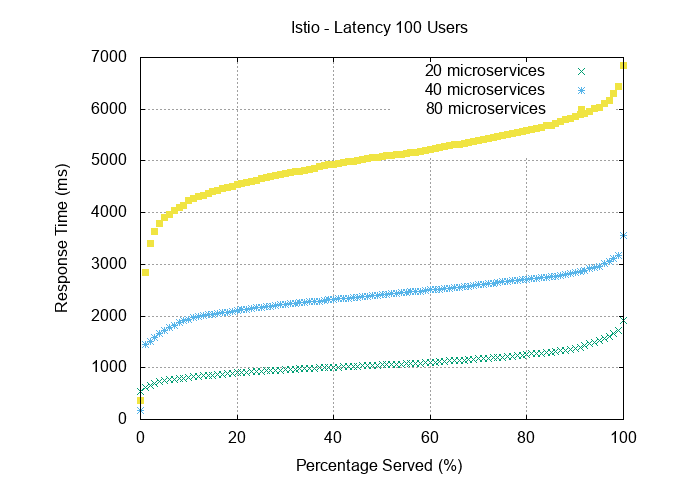 Istio - Latency 100 Users
7000
6000
5000
4000
3000
2000
1000
0
Response Time (ms)
20 microservices
40 microservices
80 microservices
0 20 40 60 80 100
Percentage Served (%)